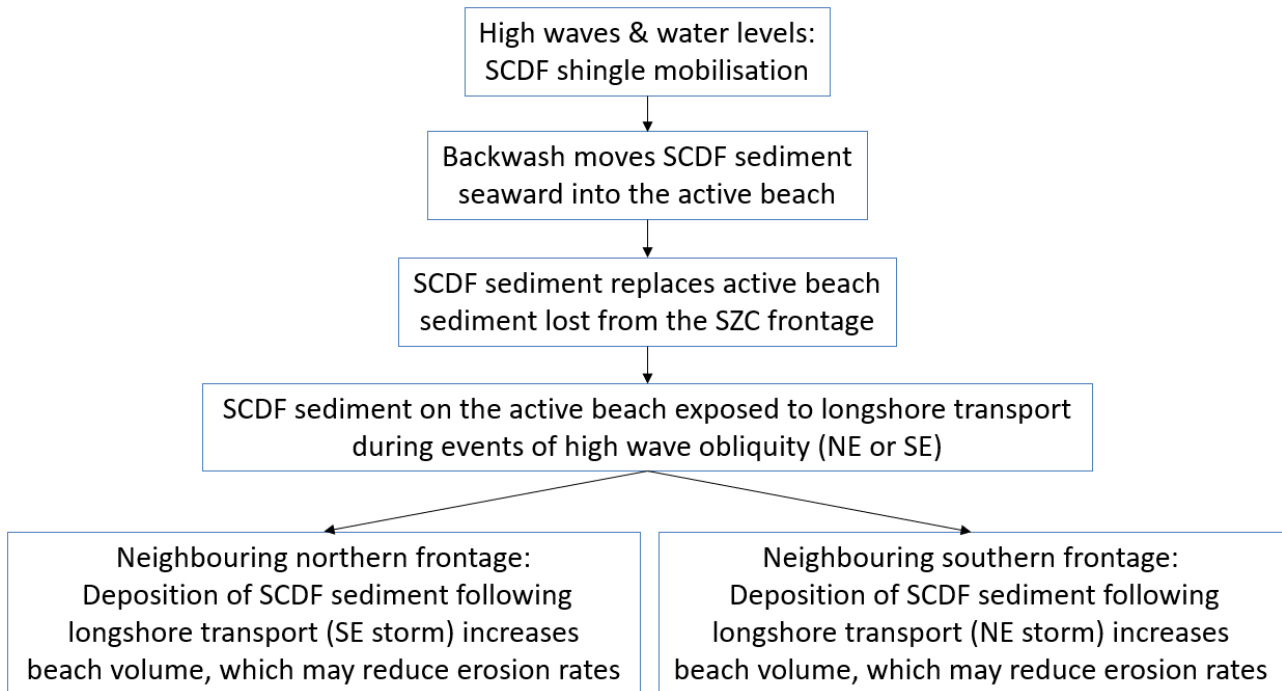 High waves & water levels:
SCDF shingle mobilisation
Backwash moves SCDF sediment
seaward into the active beach
SCDF sediment replaces active beach
sediment lost from the SZC frontage
SCDF sediment on the active beach exposed to longshore transport
during events of high wave obliquity (NE or SE)
Neighbouring northern frontage:
Deposition of SCDF sediment following
longshore transport (SE storm) increases
beach volume, which may reduce erosion rates
Neighbouring southern frontage:
Deposition of SCDF sediment following
longshore transport (NE storm) increases
beach volume, which may reduce erosion rates